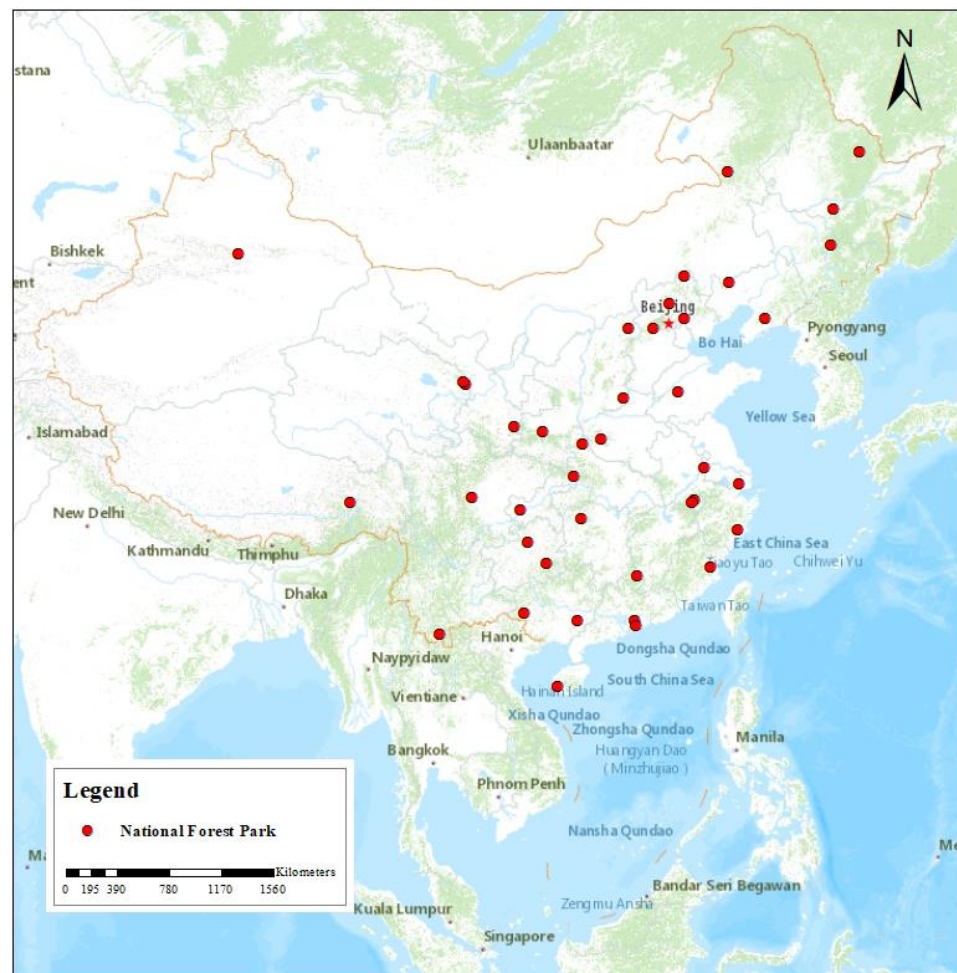 N
stana
Ulaanbaatar
Bishkek
ent
Beijing
Pyongyang
Bo Hai
Seoul
Yellow Sea
Islamabad
New Delhi
Kathmandu
Thimphu
East China Sea
Tiaoyu Tao
Chihwei Yu
Dhaka
Taiwan Tao
Hanoi
Dongsha Qundao
Naypyidaw
South China Sea
Hainan Island
Vientiane
Xisha Qundao
Zhongsha Qundao
Huangyan Dao
Manila
( Minzhujiao )
Bangkok
Phnom Penh
Legend
National Forest Park
Nansha Qundao
Kilometers
0 195 390 780 1170 1560
Ma
Me
Bandar Seri Begawan
Zengmu Ansha
Kuala Lumpur
Singapore